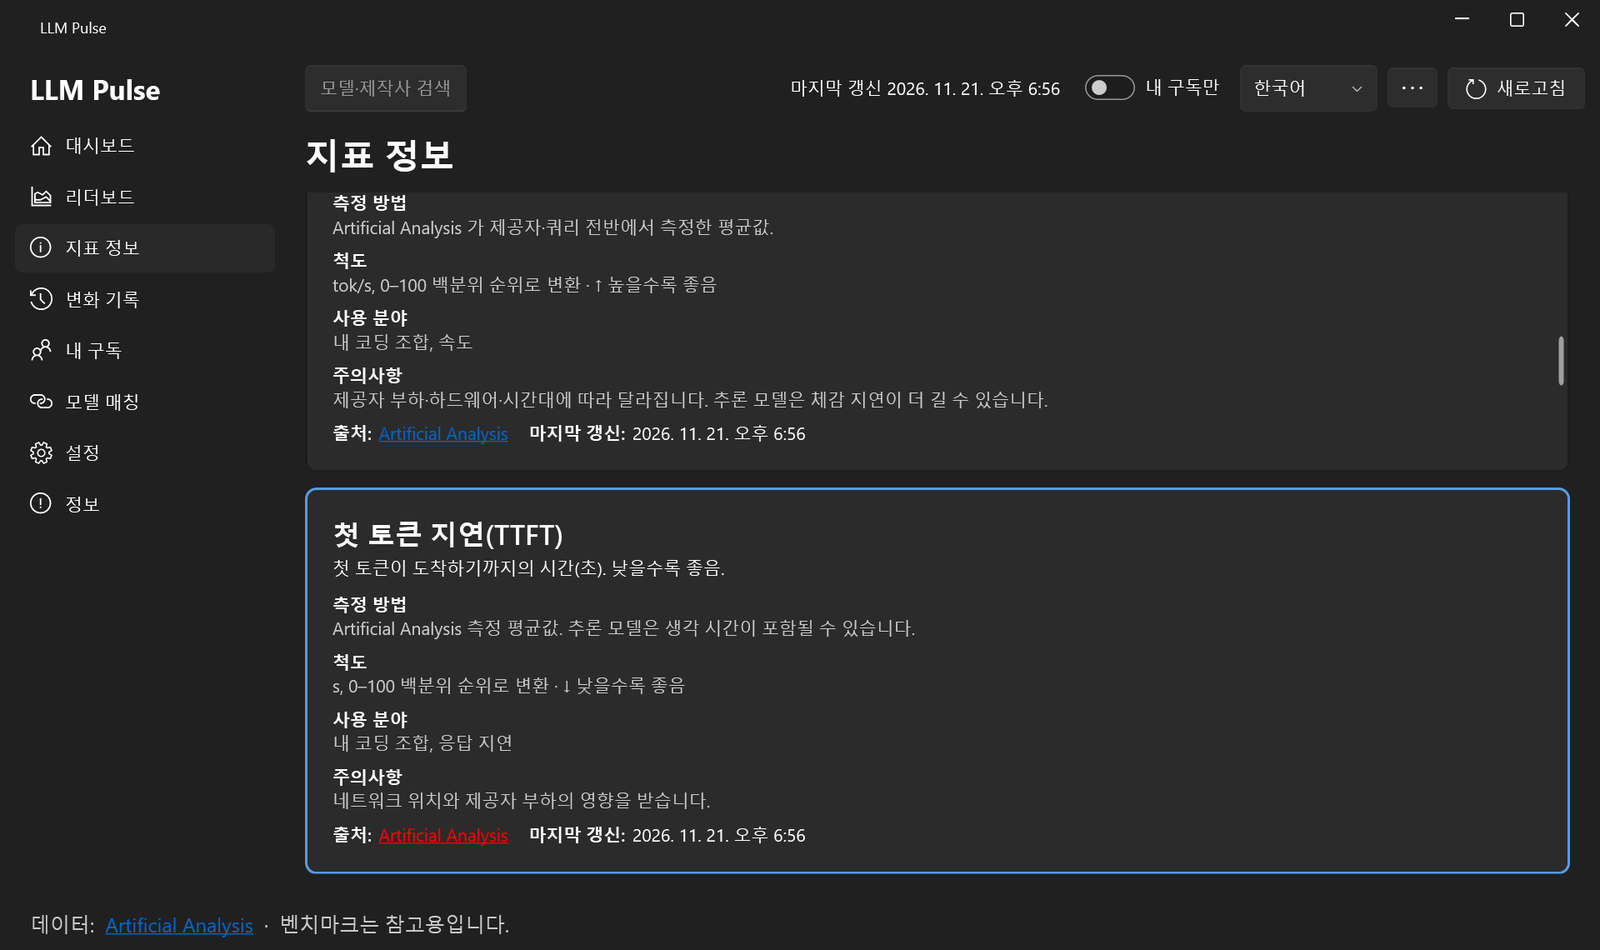 LLM Pulse
LLM Pulse
대시보드
리더보드
지표 정보
변화 기록
내 구독
모델 매칭
설정
정보
모델·제작사 검색
마지막 갱신 2026. 11. 21. 오후 6:56
내 구독만
한국어
새로고침
지표 정보
측정 방법
Artificial Analysis 가 제공자·쿼리 전반에서 측정한 평균값.
척도
tok/s, 0–100 백분위 순위로 변환 · ↑ 높을수록 좋음
사용 분야
내 코딩 조합, 속도
주의사항
제공자 부하·하드웨어·시간대에 따라 달라집니다. 추론 모델은 체감 지연이 더 길 수 있습니다.
출처: Artificial Analysis 마지막 갱신: 2026. 11. 21. 오후 6:56
첫 토큰 지연(TTFT)
첫 토큰이 도착하기까지의 시간(초). 낮을수록 좋음.
측정 방법
Artificial Analysis 측정 평균값. 추론 모델은 생각 시간이 포함될 수 있습니다.
척도
s, 0–100 백분위 순위로 변환 · ↓ 낮을수록 좋음
사용 분야
내 코딩 조합, 응답 지연
주의사항
네트워크 위치와 제공자 부하의 영향을 받습니다.
출처: Artificial Analysis 마지막 갱신: 2026. 11. 21. 오후 6:56
데이터: Artificial Analysis · 벤치마크는 참고용입니다.